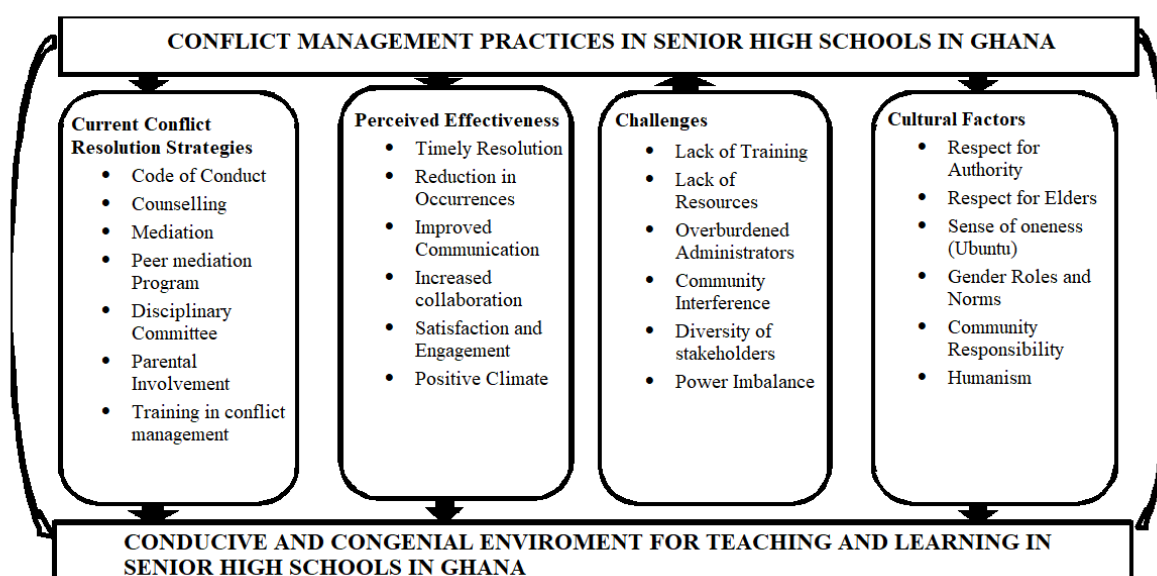 CONFLICT MANAGEMENT PRACTICES IN SENIOR HIGH SCHOOLS IN GHANA
Current Conflict
Resolution Strategies
• Code of Conduct
• Counselling
• Mediation
• Peer mediation
Program
• Disciplinary
Committee
• Parental
Involvement
• Training in conflict
management
Perceived Effectiveness
• Timely Resolution
• Reduction in
Occurrences
• Improved
Communication
• Increased
collaboration
• Satisfaction and
Engagement
• Positive Climate
Challenges
• Lack of Training
• Lack of
Resources
• Overburdened
Administrators
• Community
Interference
• Diversity of
stakeholders
• Power Imbalance
Cultural Factors
• Respect for
Authority
• Respect for Elders
• Sense of oneness
(Ubuntu)
• Gender Roles and
Norms
• Community
Responsibility
• Humanism
CONDUCIVE AND CONGENIAL ENVIROMENT FOR TEACHING AND LEARNING IN
SENIOR HIGH SCHOOLS IN GHANA